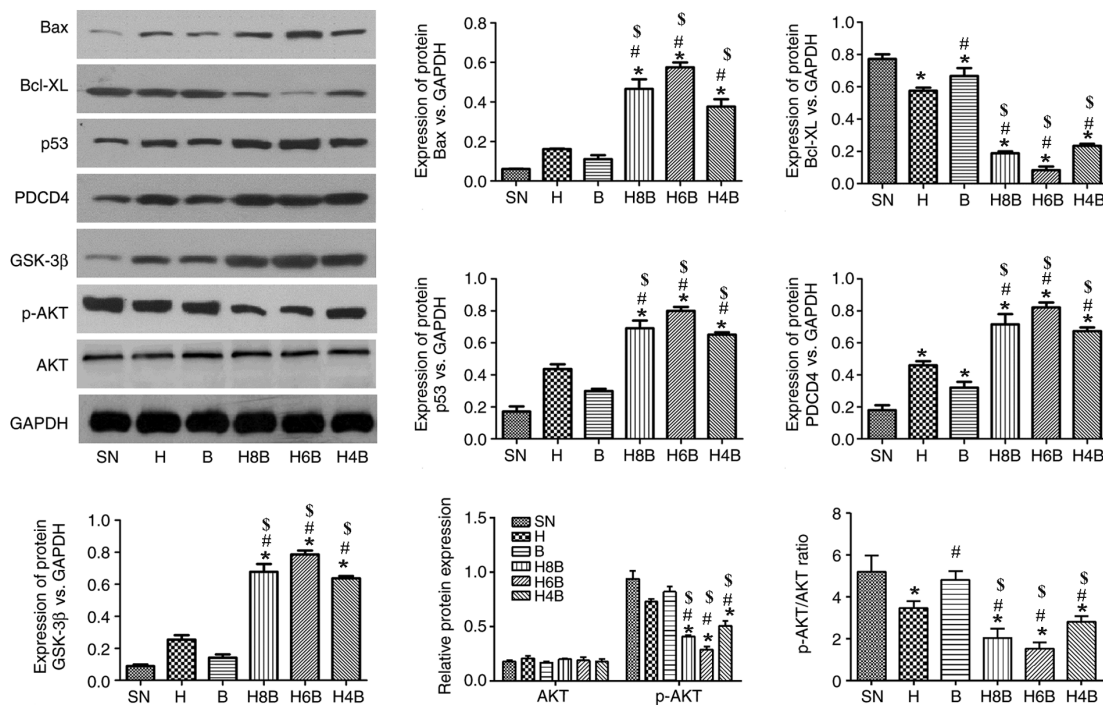 Bax
Bcl-XL
p53
PDCD4
GSK-3β
p-AKT
AKT
GAPDH
SN H B H8B H6B H4B
Expression of protein
Bax vs. GAPDH
0.8
0.6
0.4
0.2
0.0
$ $ $
# # #
* * *
SN H B H8B H6B H4B
Expression of protein
Bcl-XL vs. GAPDH
1.0
0.8
0.6
0.4
0.2
0.0
# $ $ $
* * # # #
* * *
SN H B H8B H6B H4B
Expression of protein
p53 vs. GAPDH
1.0
0.8
0.6
0.4
0.2
0.0
$ $ $
# # #
* * *
SN H B H8B H6B H4B
Expression of protein
PDCD4 vs. GAPDH
1.0
0.8
0.6
0.4
0.2
0.0
$ $ $
# # #
* * * * *
SN H B H8B H6B H4B
Expression of protein
GSK-3β vs. GAPDH
1.0
0.8
0.6
0.4
0.2
0.0
$ $ $
# # #
* * *
SN H B H8B H6B H4B
Relative protein expression
1.5
1.0
0.5
0.0
SN
H
B
H8B
H6B
H4B
$ $ $
# # #
* * *
AKT p-AKT
p-AKT/AKT ratio
8
6
4
2
0
* # $ $ $
# # #
* * *
SN H B H8B H6B H4B